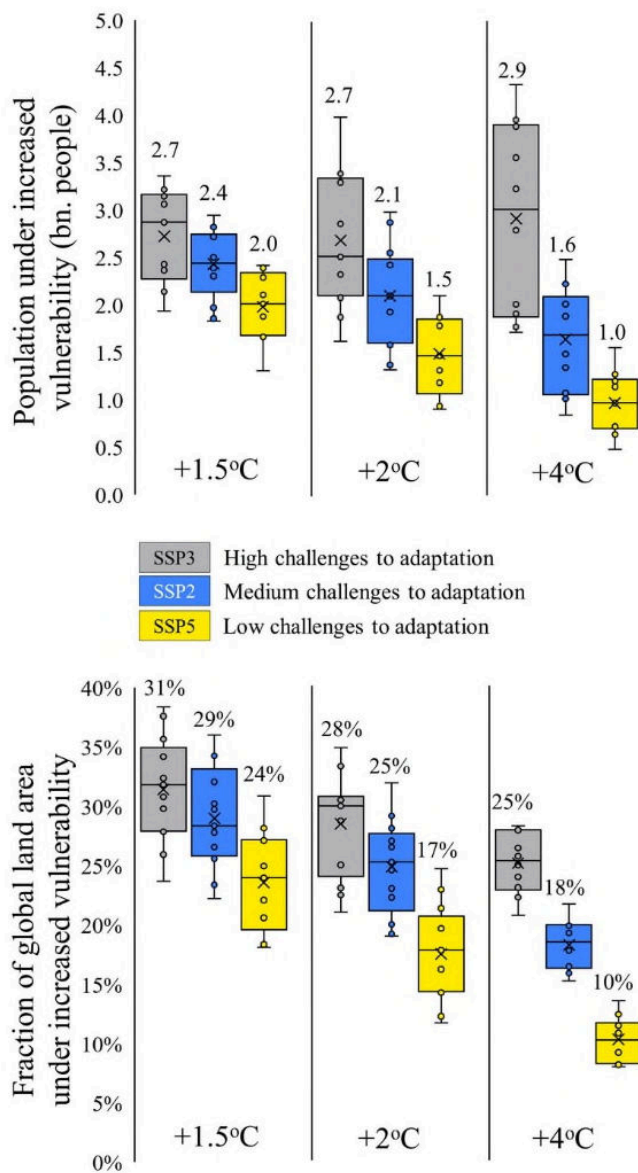 Population under increased
vulnerability (bn. people)
5.0
4.5
4.0
3.5
3.0
2.5
2.0
1.5
1.0
0.5
0.0
2.7
2.4
2.0
+1.5°C
2.7
2.1
1.5
+2°C
2.9
1.6
1.0
+4°C
SSP3 High challenges to adaptation
SSP2 Medium challenges to adaptation
SSP5 Low challenges to adaptation
Fraction of global land area
under increased vulnerability
40%
35%
30%
25%
20%
15%
10%
5%
0%
31%
29%
24%
+1.5°C
28%
25%
17%
+2°C
25%
18%
10%
+4°C